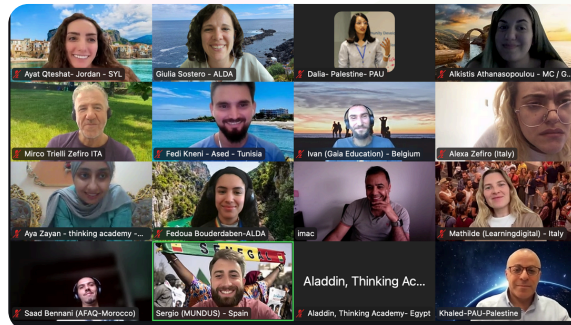 Ayat Qteshat- Jordan - SYL
Giulia Sostero - ALDA
Dalia- Palestine- PAU
Alkistis Athanasopoulou - MC / G...
Mirco Trielli Zefiro ITA
Fedi Kneni - Ased - Tunisia
Ivan (Gaia Education) - Belgium
Alexa Zefiro (Italy)
Aya Zayan - thinking academy -...
Fedoua Bouderdaben-ALDA
imac
Mathilde (Learningdigital) - Italy
SENEGAL
Aladdin, Thinking Ac...
Saad Bennani (AFAQ-Morocco)
Sergio (MUNDUS) - Spain
Aladdin, Thinking Academy- Egypt
Khaled-PAU-Palestine